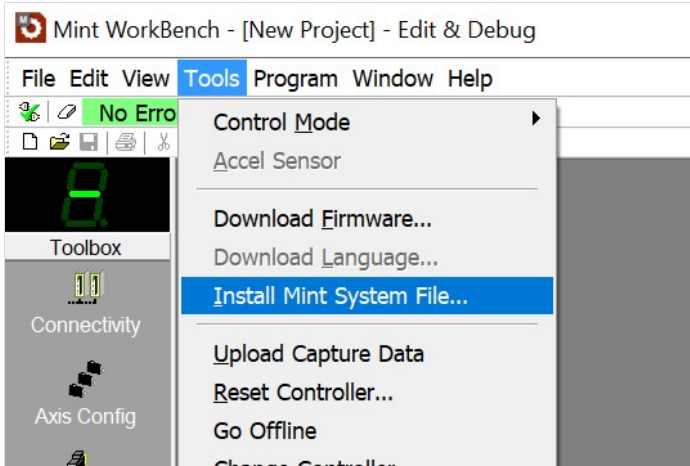 Mint WorkBench - [New Project] - Edit & Debug
File Edit View Tools Program Window Help
No Erro
Control Mode
Accel Sensor
Download Firmware...
Toolbox
Download Language...
Install Mint System File...
Connectivity
Upload Capture Data
Reset Controller...
Axis Config
Go Offline
Change Controller